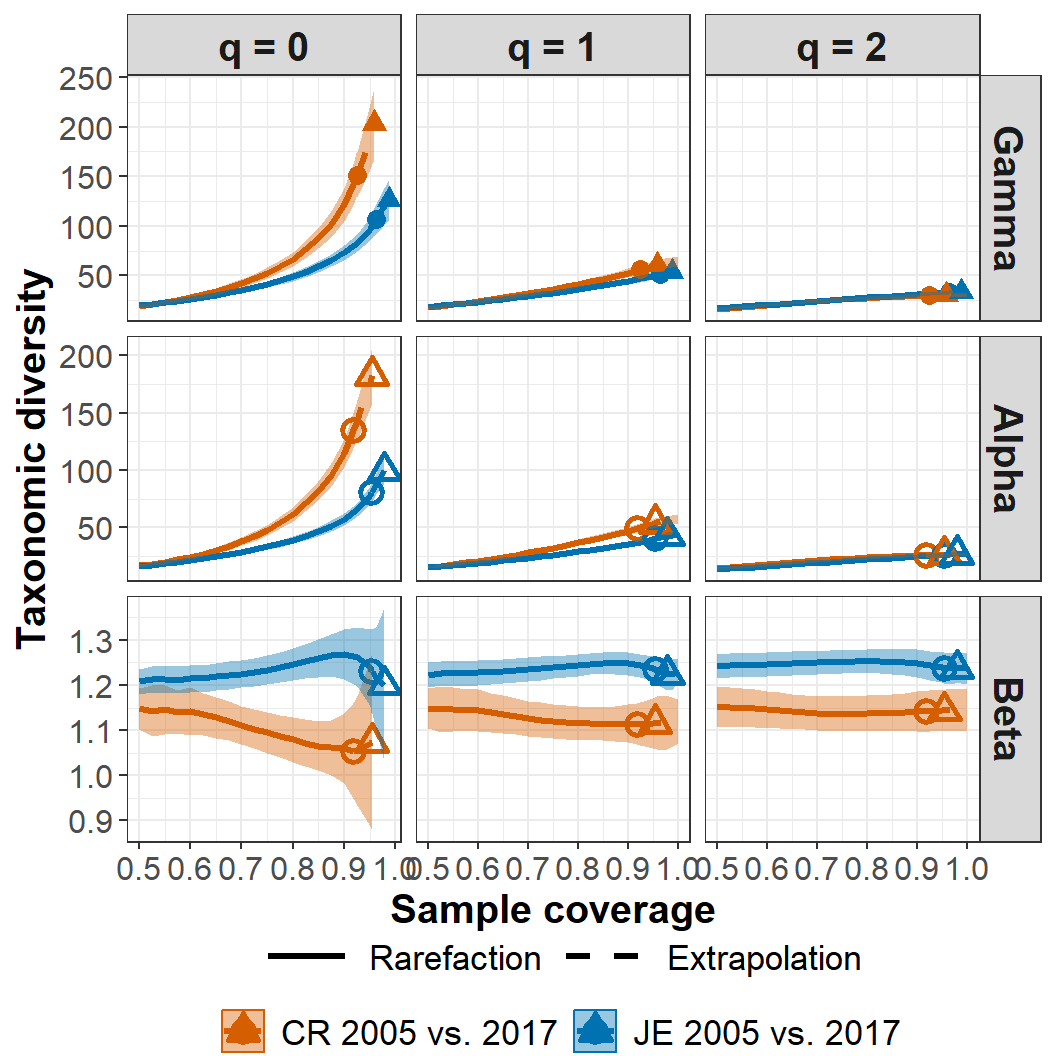 q = 0 q = 1 q = 2
250
200
150
100
50
Gamma
200
150
100
50
Alpha
1.3
1.2
1.1
1.0
0.9
Beta
Taxonomic diversity
0.5 0.6 0.7 0.8 0.9 1.0 0.5 0.6 0.7 0.8 0.9 1.0 0.5 0.6 0.7 0.8 0.9 1.0
Sample coverage
Rarefaction Extrapolation
CR 2005 vs. 2017 JE 2005 vs. 2017